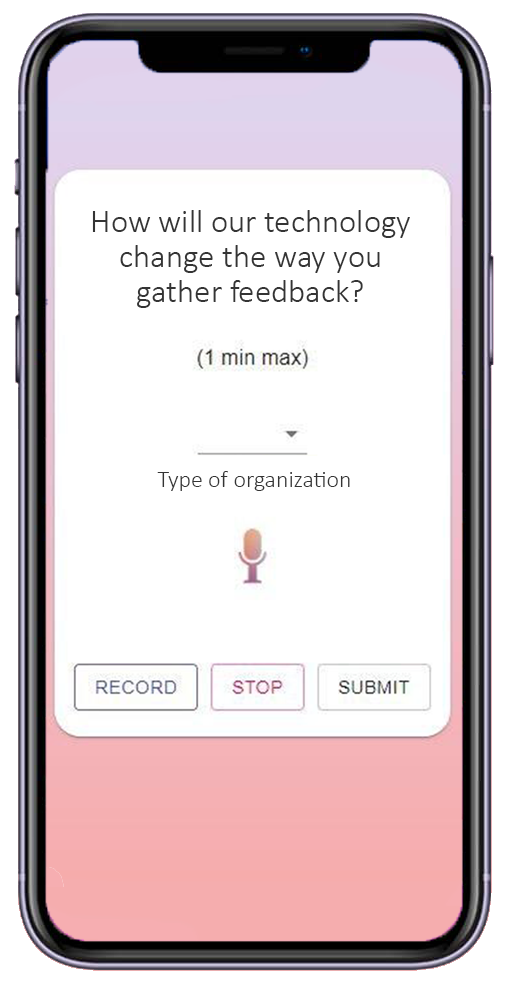 How will our technology
change the way you
gather feedback?
(1 min max)
Type of organization
RECORD STOP SUBMIT